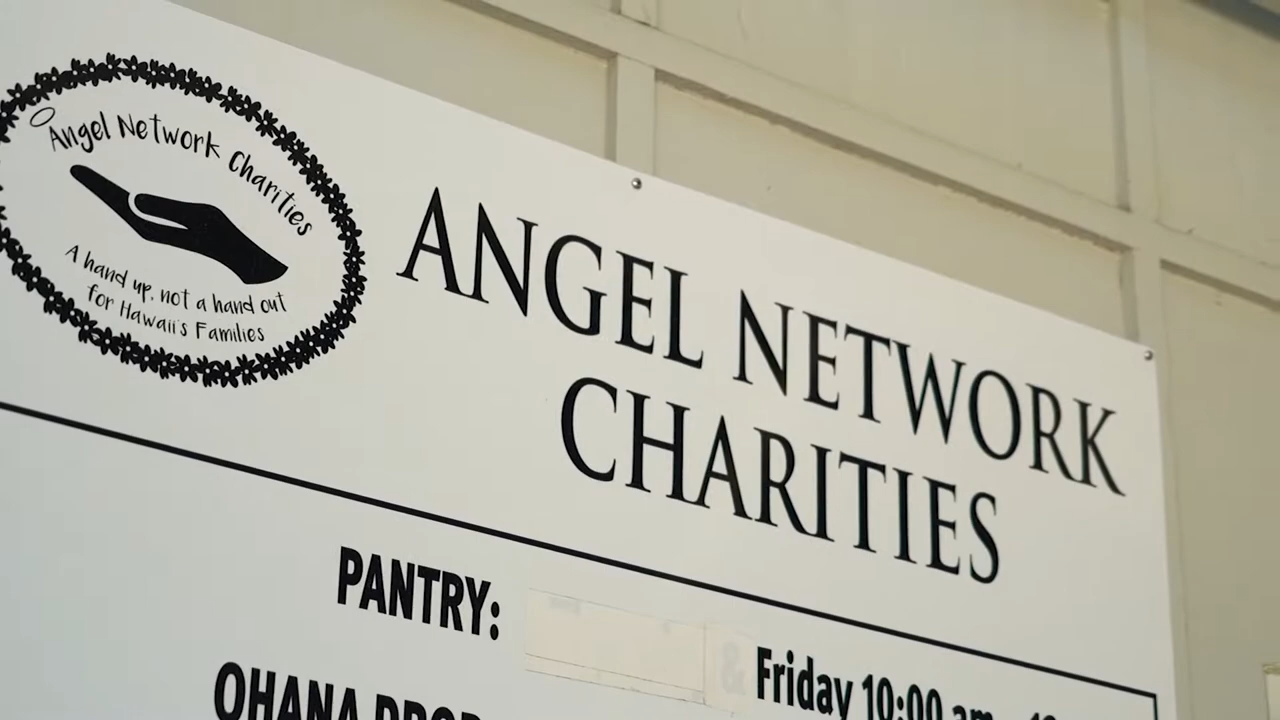 Angel Network Charities
A hand up, not a hand out
for Hawaii's Families
ANGEL NETWORK
CHARITIES
PANTRY: & Friday 10:00 am
OHANA